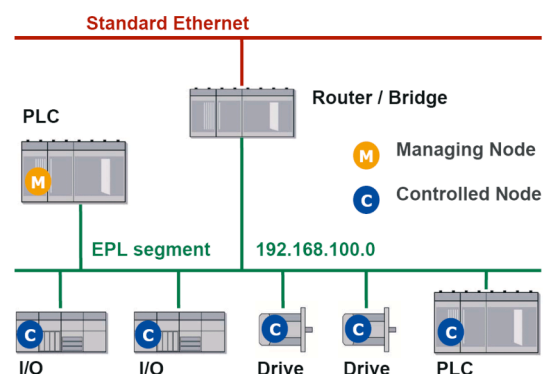 Standard Ethernet
Router / Bridge
PLC
M
M Managing Node
C Controlled Node
EPL segment 192.168.100.0
C C C C C
I/O I/O Drive Drive PLC